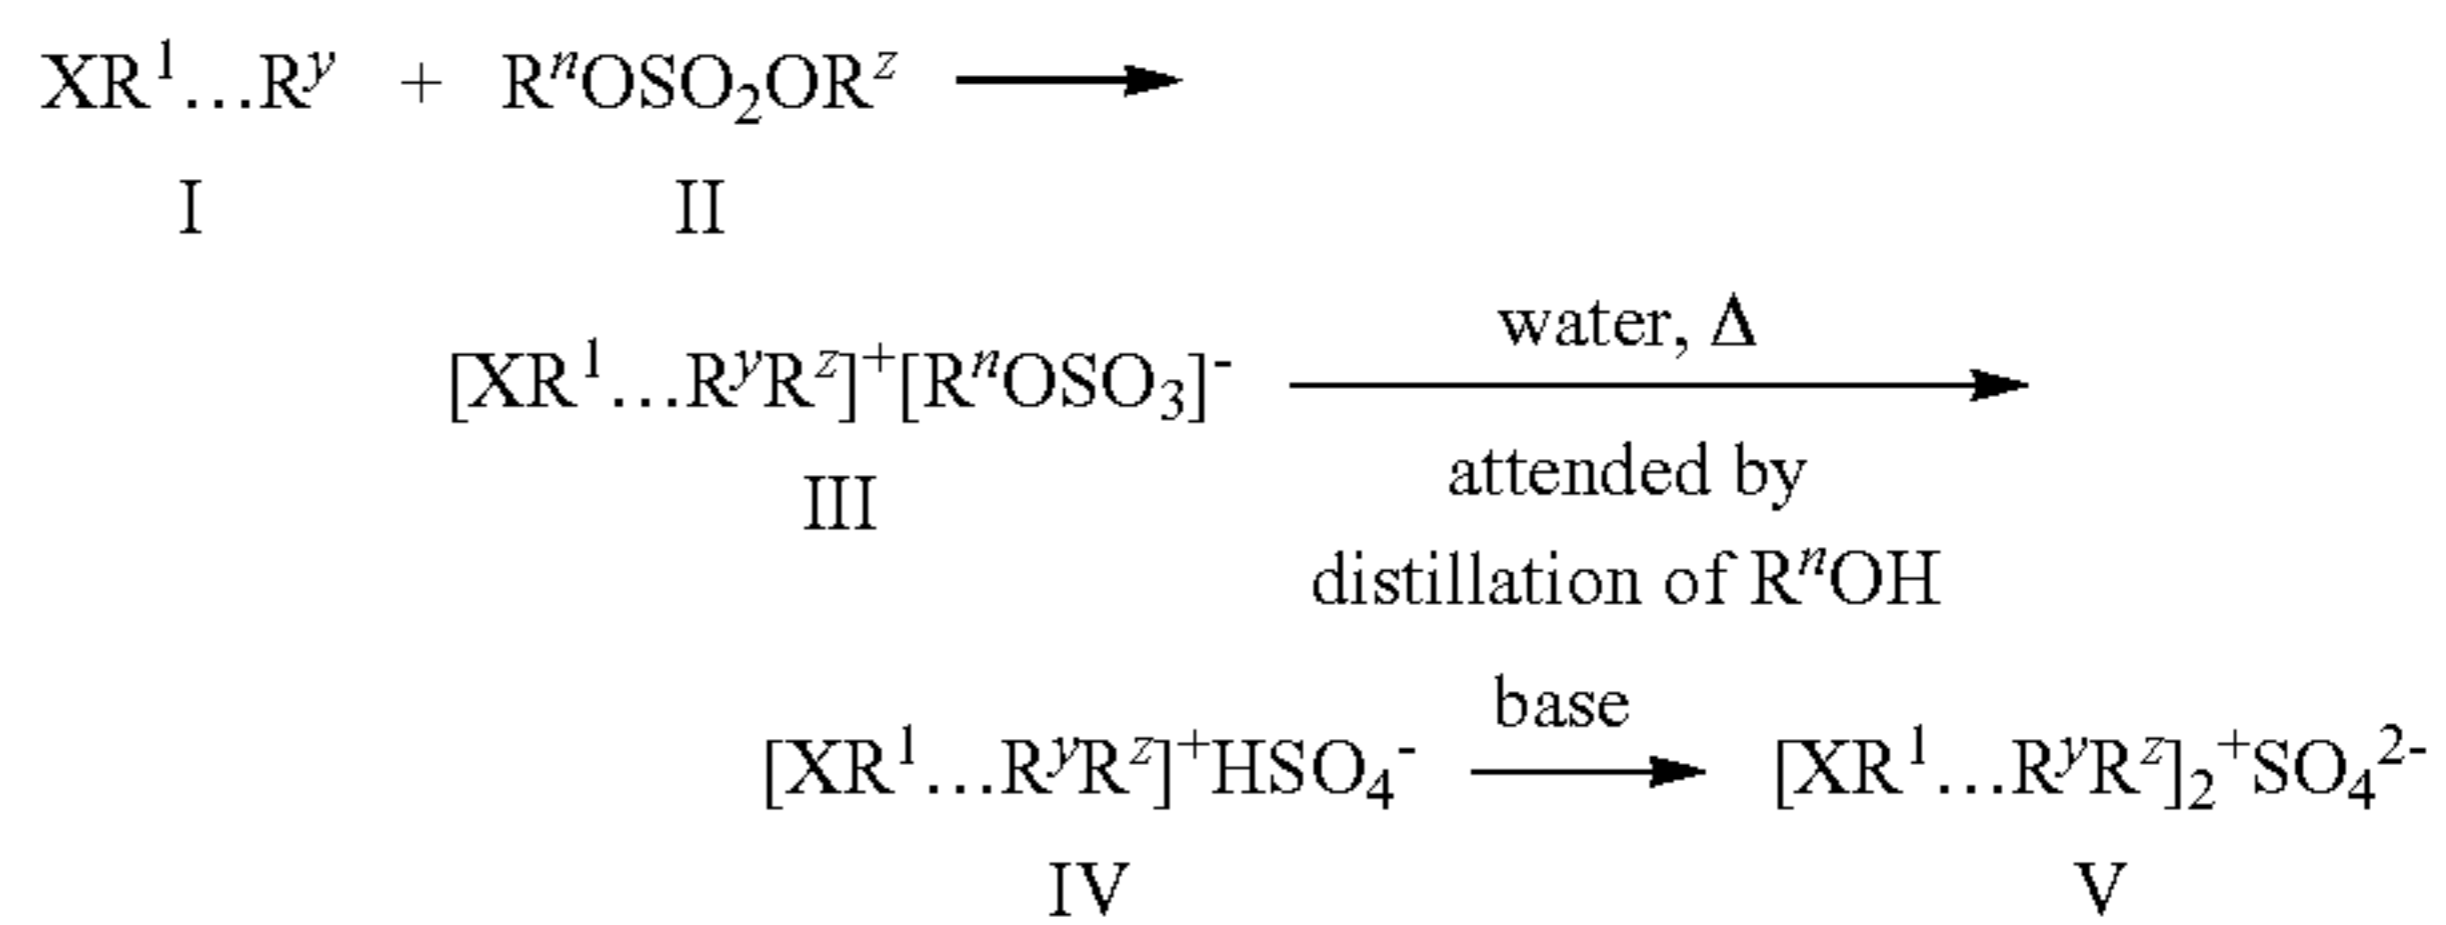 XR¹…Rʸ + RⁿOSO₂ORᶻ ⟶
I II
water, Δ
[XR¹…RʸRᶻ]⁺[RⁿOSO₃]⁻ ⟶
III
attended by
distillation of RⁿOH
base
[XR¹…RʸRᶻ]⁺HSO₄⁻ ⟶ [XR¹…RʸRᶻ]₂⁺SO₄²⁻
IV V